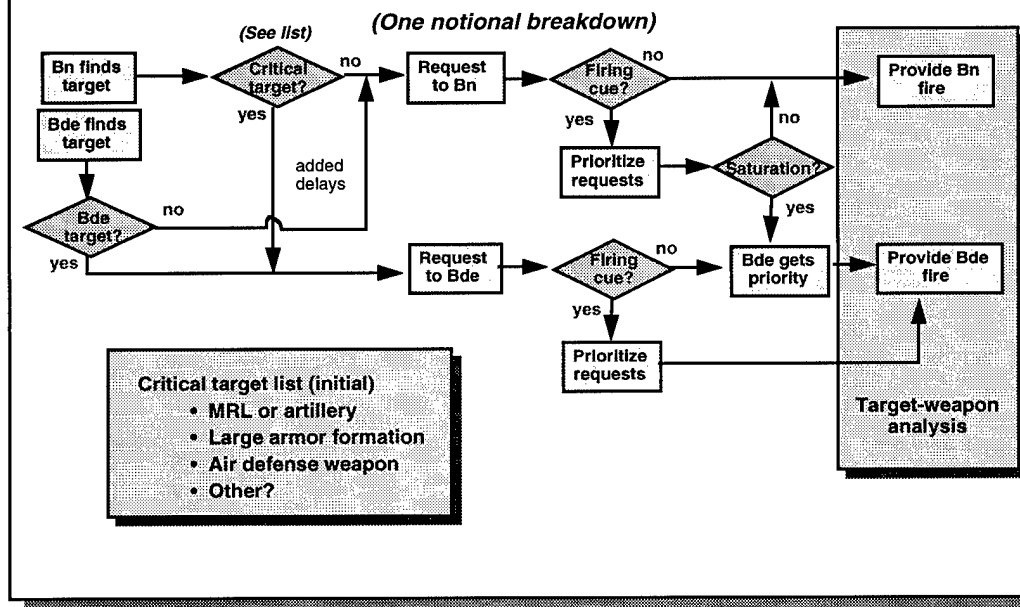 (One notional breakdown)
(See list)
Bn finds
target
Critical
target?
no
yes
Request
to Bn
Firing
cue?
no
yes
Provide Bn
fire
Bde finds
target
added
delays
Prioritize
requests
Saturation?
no
yes
Bde
target?
no
yes
Request
to Bde
Firing
cue?
no
yes
Bde gets
priority
Provide Bde
fire
Prioritize
requests
Target-weapon
analysis
Critical target list (initial)
• MRL or artillery
• Large armor formation
• Air defense weapon
• Other?